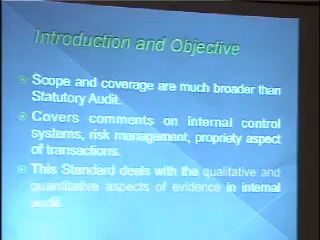 Introduction and Objective
Scope and coverage are much broader than
Statutory Audit.
Covers comments on internal control
systems, risk management, propriety aspect
of transactions.
This Standard deals with the qualitative and
quantitative aspects of evidence in internal
audit.